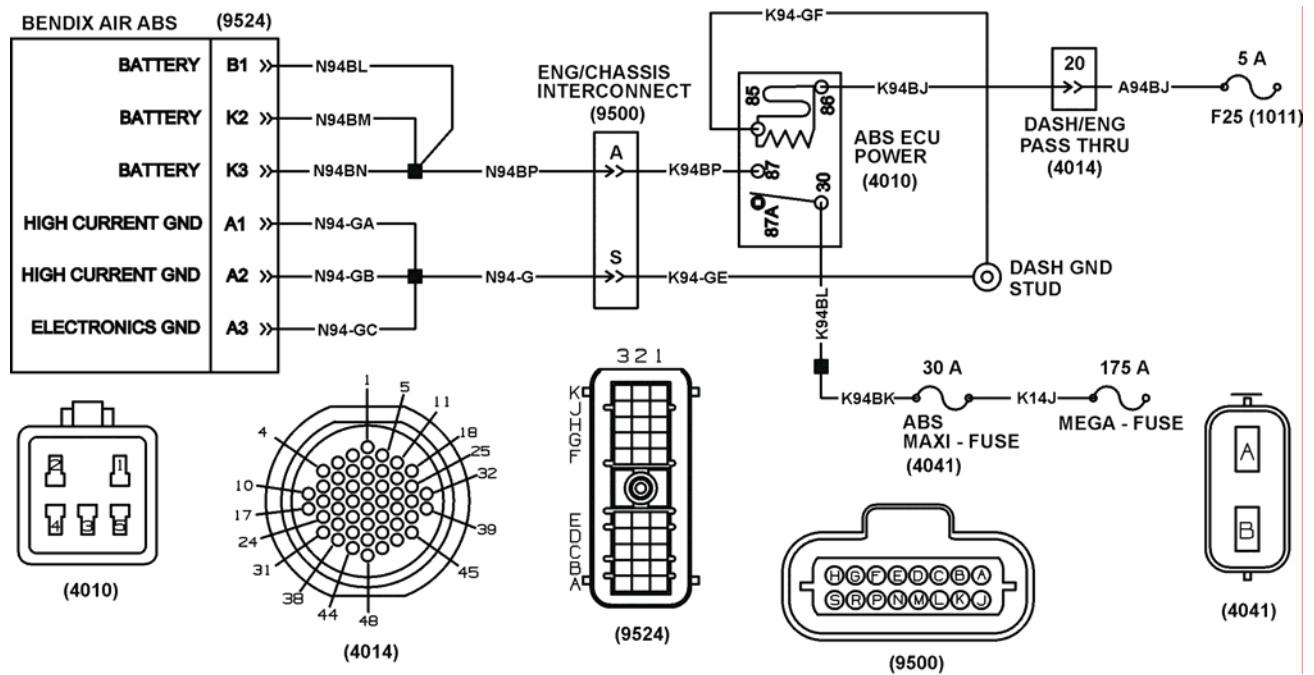 BENDIX AIR ABS (9524)
BATTERY B1 N94BL
BATTERY K2 N94BM
BATTERY K3 N94BN
HIGH CURRENT GND A1 N94-GA
HIGH CURRENT GND A2 N94-GB
ELECTRONICS GND A3 N94-GC
N94BP
N94-G
ENG/CHASSIS
INTERCONNECT
(9500)
A
S
K94BP
K94-GE
K94-GF
85
86
87
30
87A
ABS ECU
POWER
(4010)
K94BJ
20
DASH/ENG
PASS THRU
(4014)
A94BJ
5 A
F25 (1011)
DASH GND
STUD
K94BL
K94BK
30 A
ABS
MAXI - FUSE
(4041)
K14J
175 A
MEGA - FUSE
2 1
4 3 5
(4010)
1
5
11
4
18
25
32
10
17
24
31
38
44
48
45
39
(4014)
3 2 1
K
J
H
G
F
E
D
C
B
A
(9524)
H G F E D C B A
S R P N M L K J
(9500)
A
B
(4041)